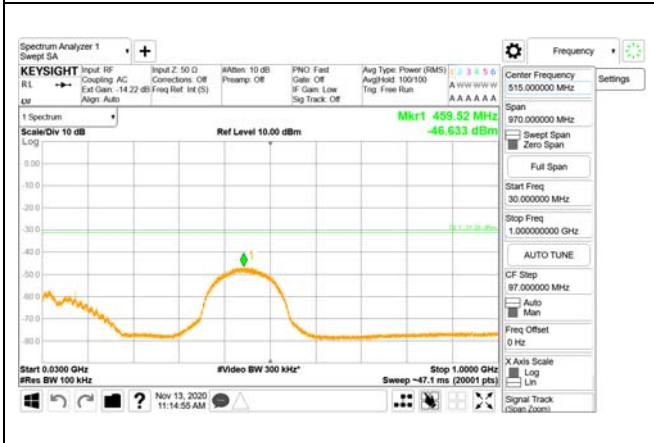 Spectrum Analyzer 1
Swept SA
Frequency
KEYSIGHT
RL
Input: RF
Coupling: AC
Ext Gain: -14.22 dB
Align: Auto
Input Z: 50 Ω
Corrections: Off
Freq Ref: Int (S)
#Atten: 10 dB
Preamp: Off
PNO: Fast
Gate: Off
IF Gain: Low
Sig Track: Off
Avg Type: Power (RMS)
Avg|Hold: 100/100
Trig: Free Run
1 2 3 4 5 6
A W W W W W
A A A A A A
1 Spectrum
Scale/Div 10 dB
Log
Ref Level 10.00 dBm
Mkr1 459.52 MHz
-46.633 dBm
0.00
-10.0
-20.0
-30.0
-40.0
-50.0
-60.0
-70.0
-80.0
1
Start 0.0300 GHz
#Res BW 100 kHz
#Video BW 300 kHz*
Stop 1.0000 GHz
Sweep ~47.1 ms (20001 pts)
Nov 13, 2020
11:14:55 AM
Center Frequency
515.000000 MHz
Settings
Span
970.000000 MHz
Swept Span
Zero Span
Full Span
Start Freq
30.000000 MHz
Stop Freq
1.000000000 GHz
AUTO TUNE
CF Step
97.000000 MHz
Auto
Man
Freq Offset
0 Hz
X Axis Scale
Log
Lin
Signal Track
(Span Zoom)